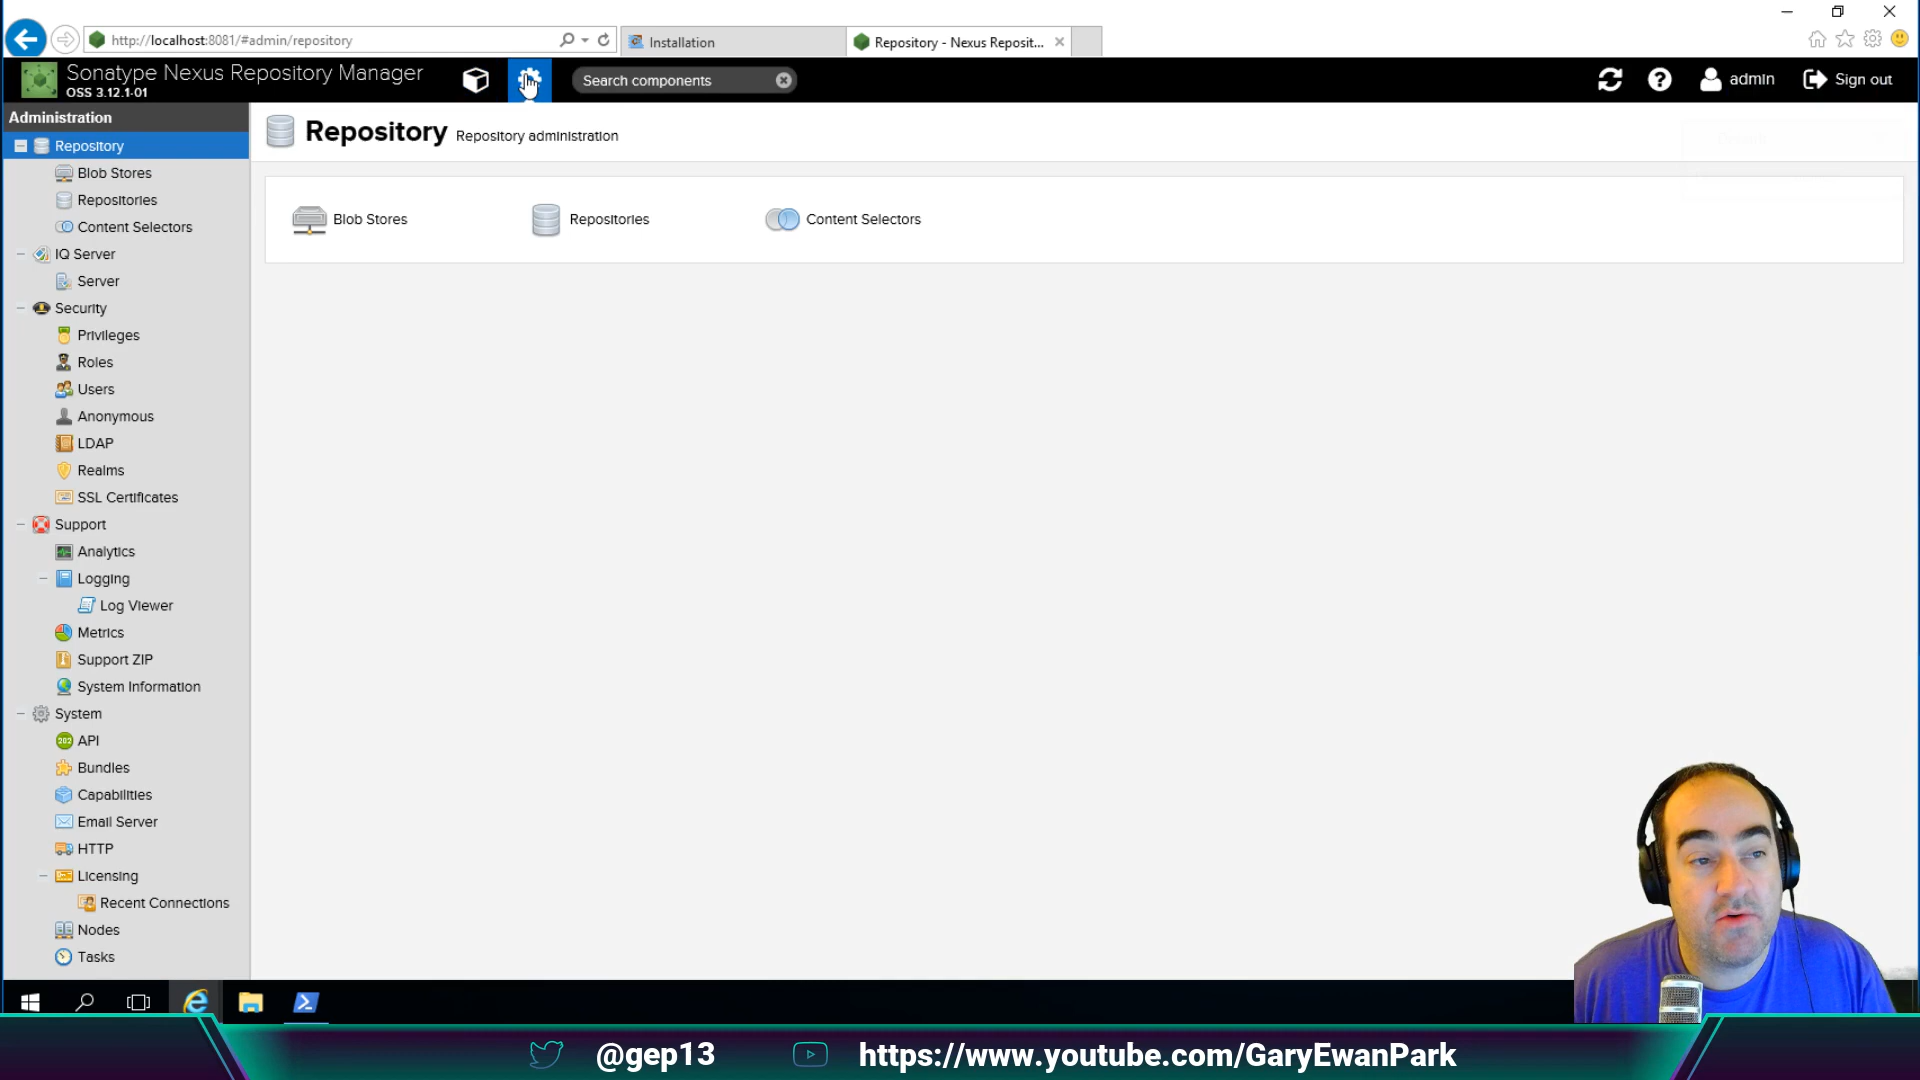 http://localhost:8081/#admin/repository
Installation
Repository - Nexus Reposit...
Sonatype Nexus Repository Manager
OSS 3.12.1-01
Search components
admin
Sign out
Administration
Repository
Blob Stores
Repositories
Content Selectors
IQ Server
Server
Security
Privileges
Roles
Users
Anonymous
LDAP
Realms
SSL Certificates
Support
Analytics
Logging
Log Viewer
Metrics
Support ZIP
System Information
System
API
Bundles
Capabilities
Email Server
HTTP
Licensing
Recent Connections
Nodes
Tasks
Repository Repository administration
Blob Stores
Repositories
Content Selectors
@gep13
https://www.youtube.com/GaryEwanPark